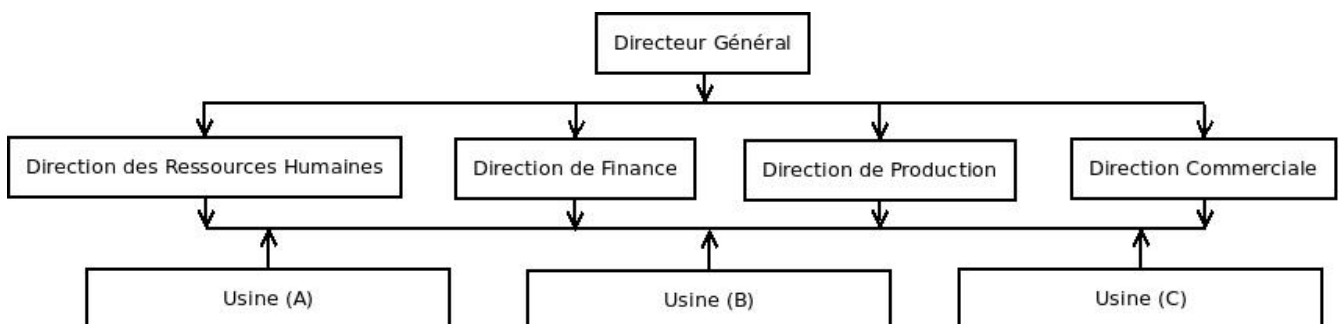 Directeur Général
Direction des Ressources Humaines
Direction de Finance
Direction de Production
Direction Commerciale
Usine (A)
Usine (B)
Usine (C)